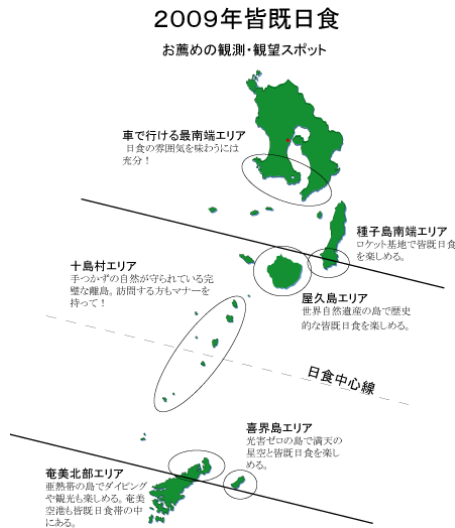 2009年皆既日食
お薦めの観測・観望スポット
車で行ける最南端エリア
日食の雰囲気を味わうには
充分！
種子島南端エリア
ロケット基地で皆既日食
を楽しめる。
十島村エリア
手つかずの自然が守られている完
璧な離島。訪問する方もマナーを
持って！
屋久島エリア
世界自然遺産の島で歴史
的な皆既日食を楽しめる。
日食中心線
喜界島エリア
光害ゼロの島で満天の
星空と皆既日食を楽し
める。
奄美北部エリア
亜熱帯の島でダイビング
や観光も楽しめる。奄美
空港も皆既日食帯の中
にある。